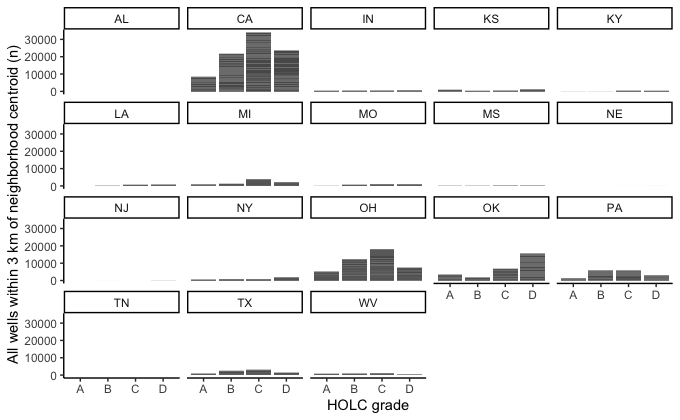 AL CA IN KS KY
30000
20000
10000
0
LA MI MO MS NE
30000
20000
10000
0
NJ NY OH OK PA
30000
20000
10000
0
A B C D A B C D
TN TX WV
30000
20000
10000
0
A B C D A B C D A B C D
HOLC grade
All wells within 3 km of neighborhood centroid (n)